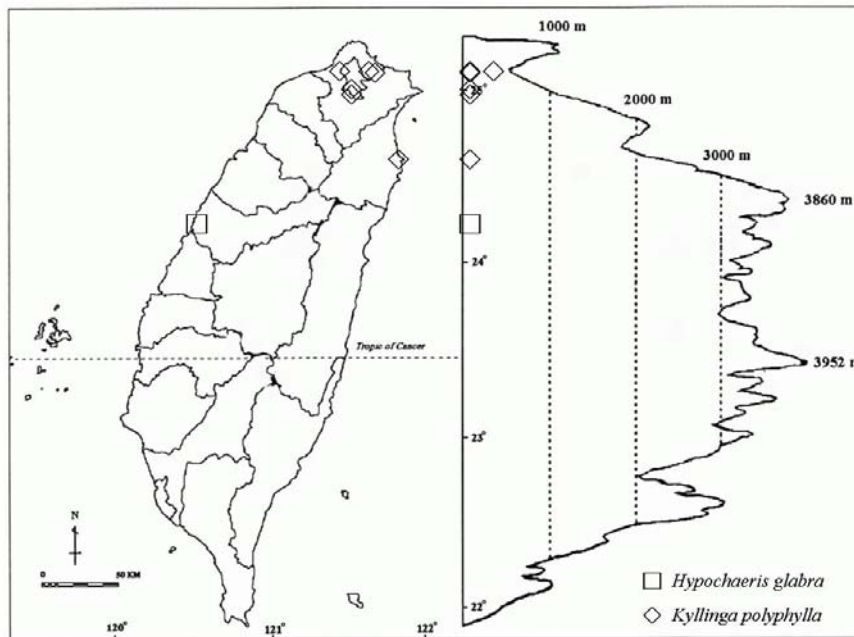 1000 m
2000 m
3000 m
3860 m
3952 m
25°
24°
23°
22°
Tropic of Cancer
N
0 50 KM
120° 121° 122°
Hypochaeris glabra
Kyllinga polyphylla